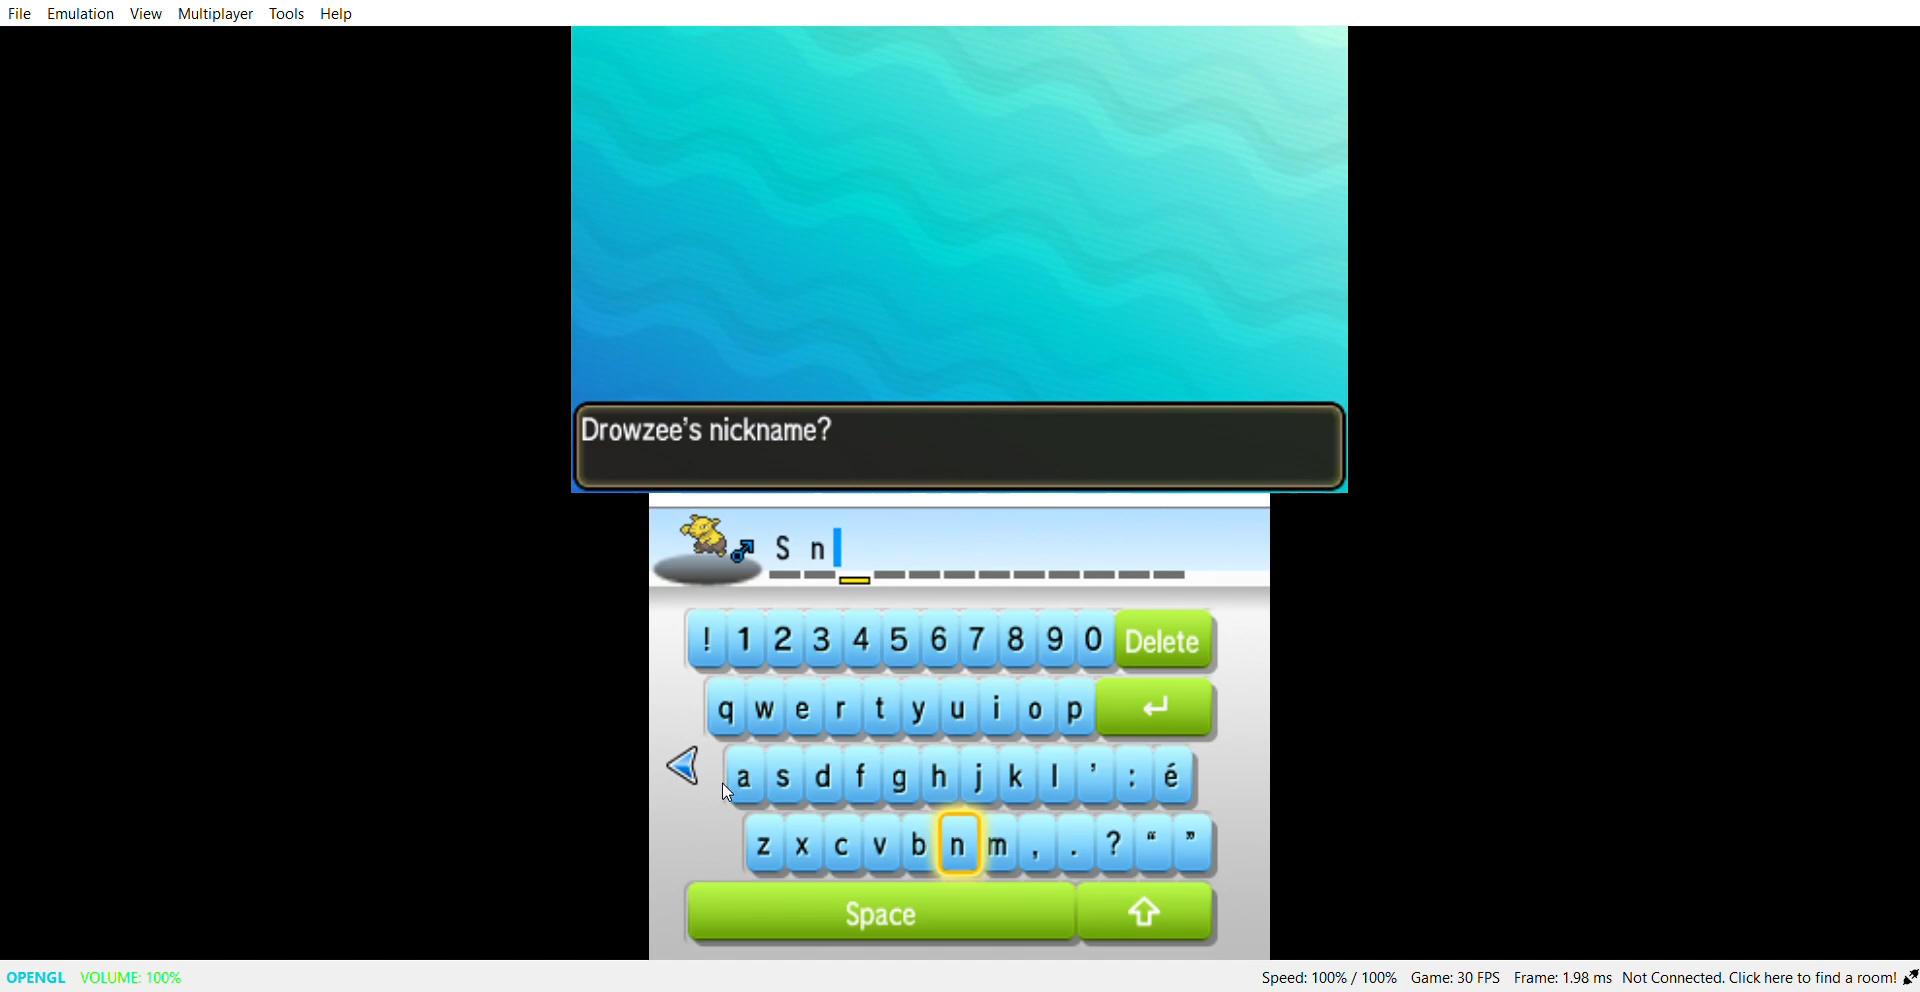 File Emulation View Multiplayer Tools Help
Drowzee's nickname?
S n
! 1 2 3 4 5 6 7 8 9 0 Delete
q w e r t y u i o p
a s d f g h j k l ’ : é
z x c v b n m , . ? “ ”
Space
OPENGL VOLUME: 100% Speed: 100% / 100% Game: 30 FPS Frame: 1.98 ms Not Connected. Click here to find a room!